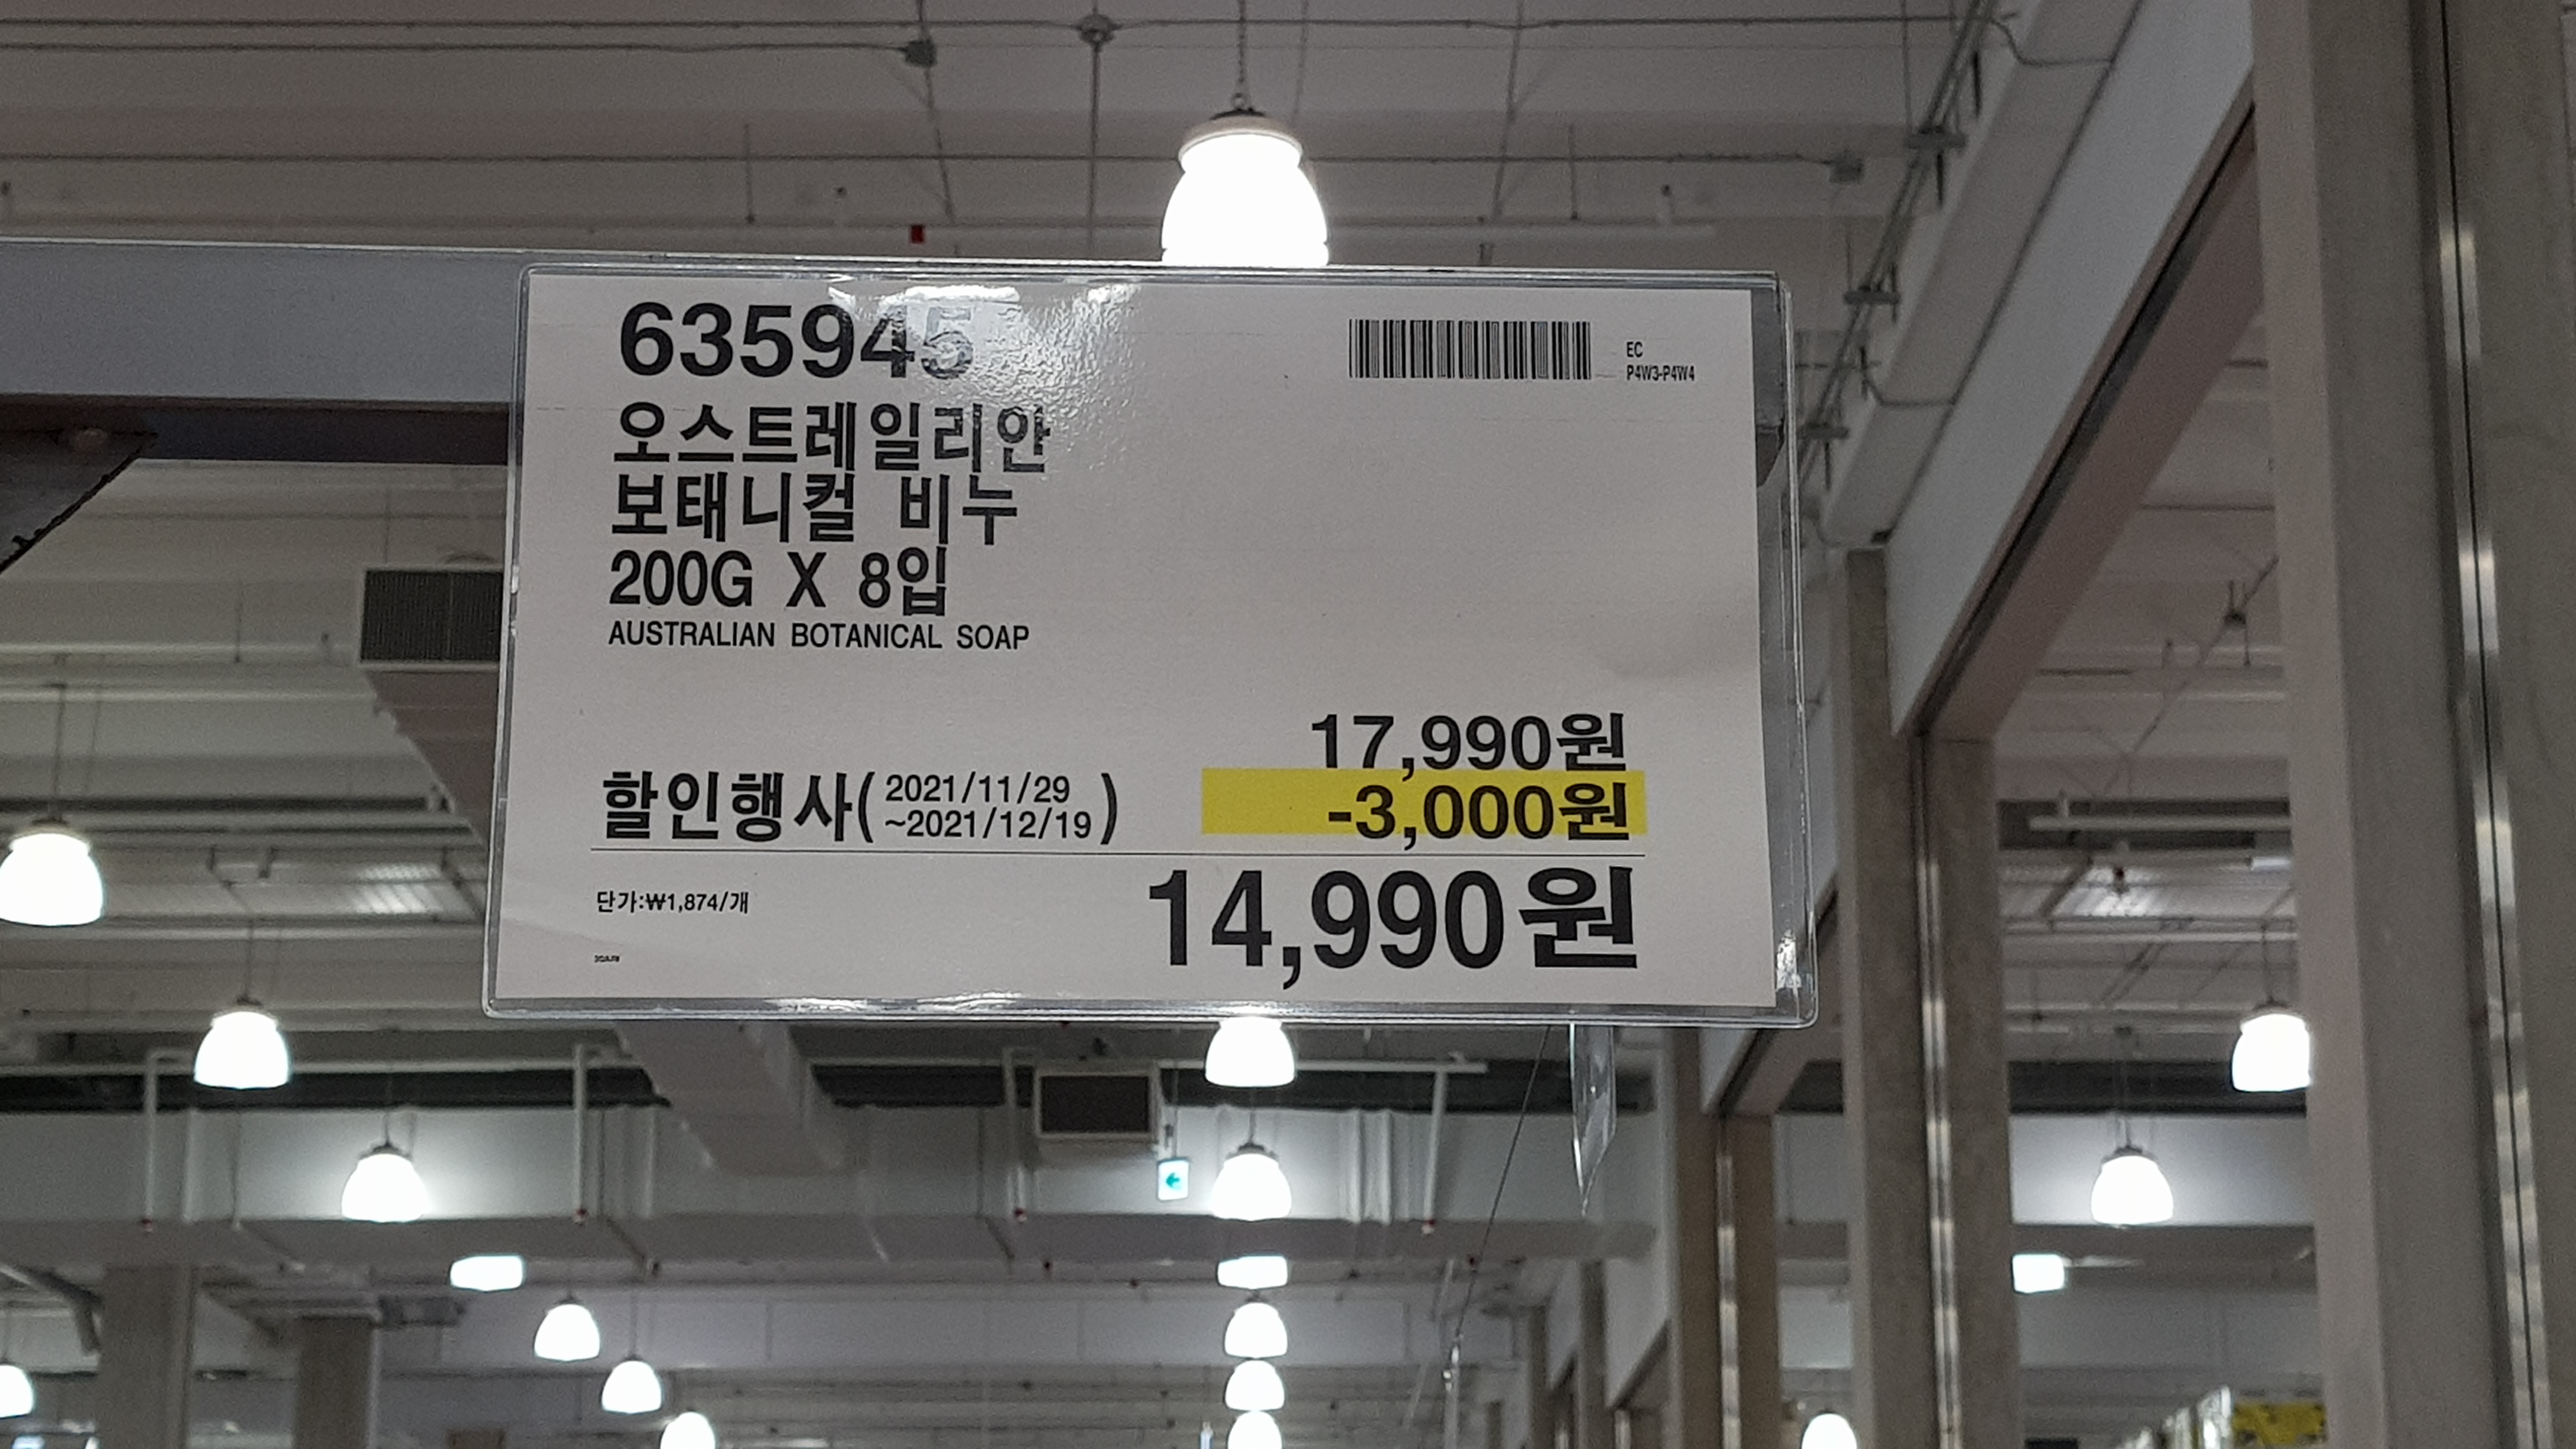 635945
EC
P4W3-P4W4
오스트레일리안
보태니컬 비누
200G X 8입
AUSTRALIAN BOTANICAL SOAP
17,990원
할인행사( 2021/11/29
~2021/12/19 )
-3,000원
단가:₩1,874/개
14,990원